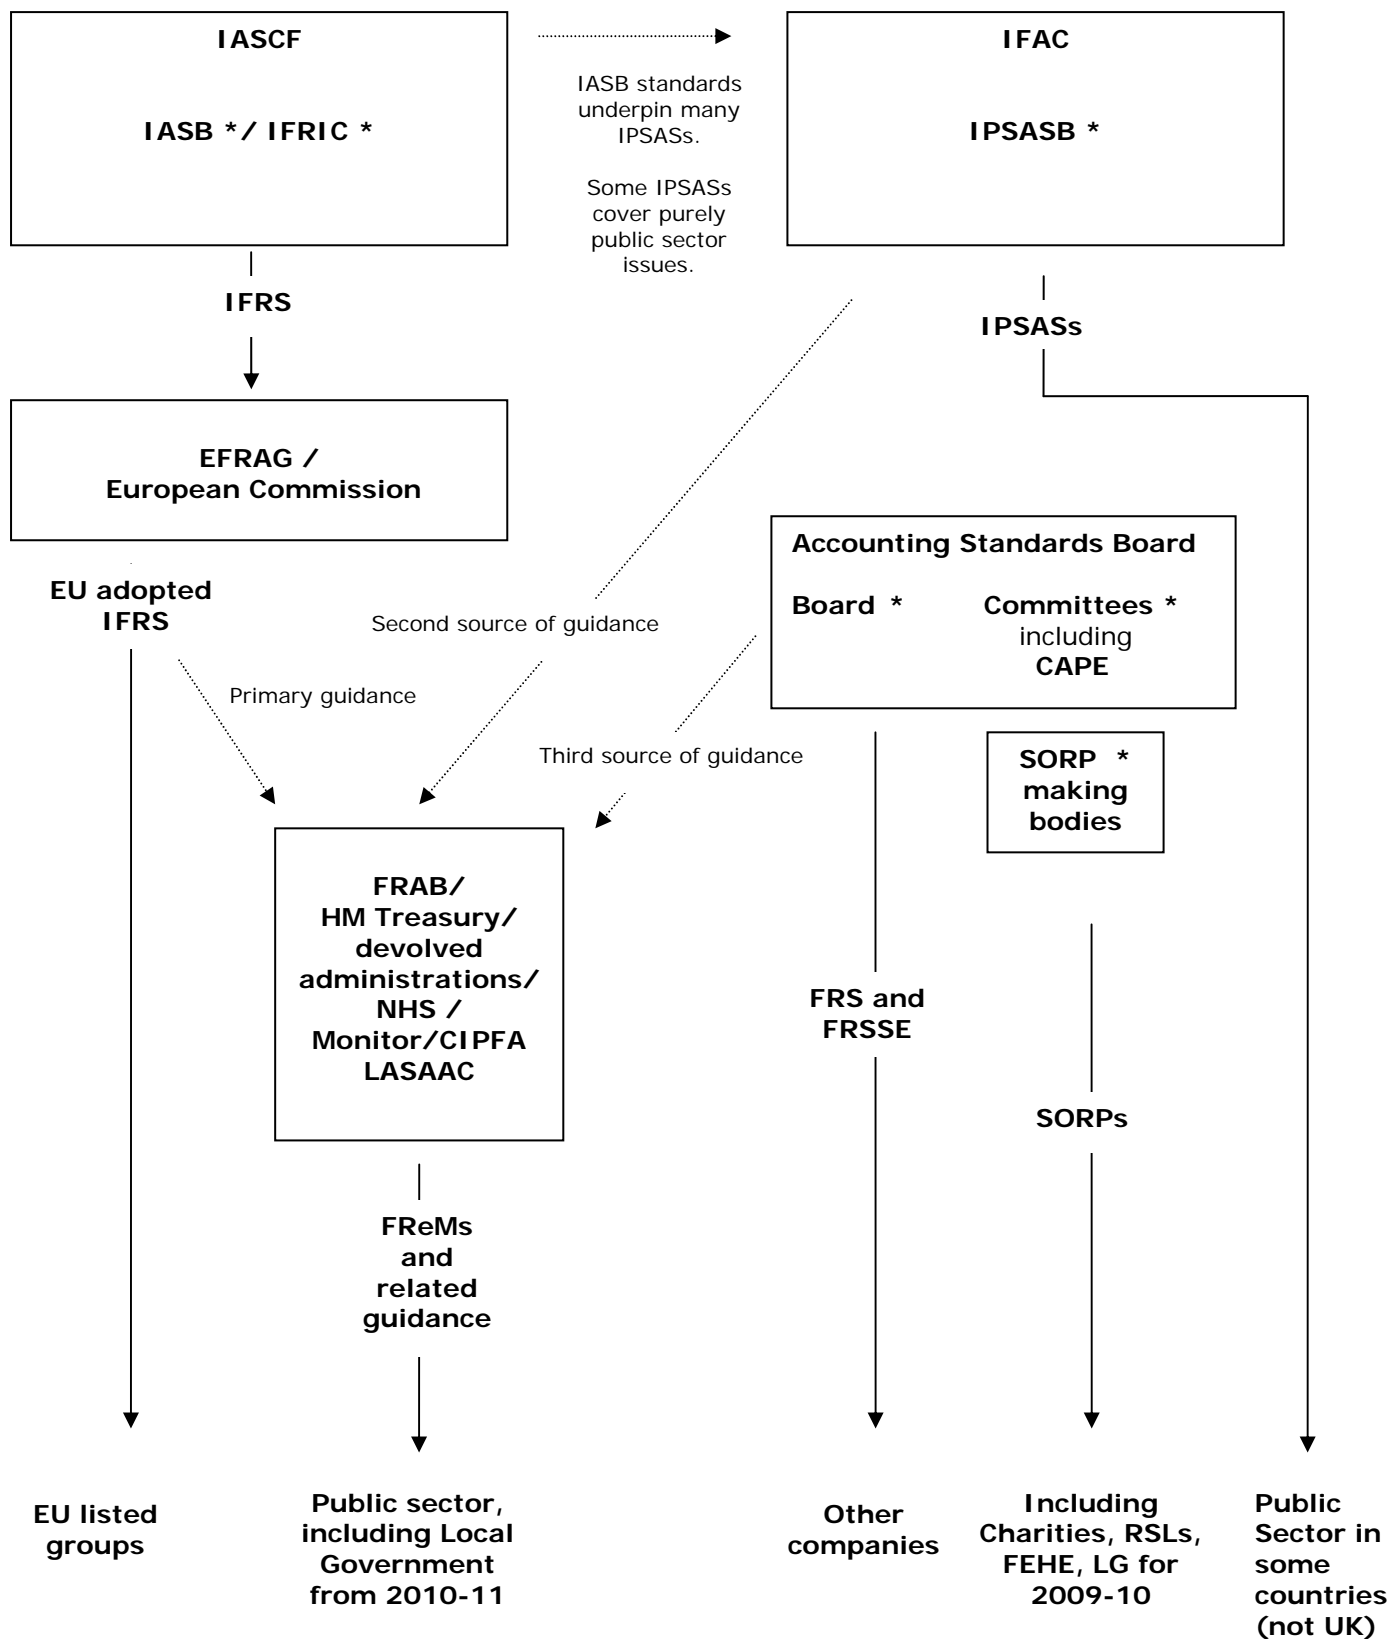 IASCF
IASB */ IFRIC *
IASB standards
underpin many
IPSASs.
Some IPSASs
cover purely
public sector
issues.
IFAC
IPSASB *
IFRS
IPSASs
EFRAG /
European Commission
EU adopted
IFRS
Primary guidance
Second source of guidance
Third source of guidance
Accounting Standards Board
Board *
Committees *
including
CAPE
SORP *
making
bodies
FRAB/
HM Treasury/
devolved
administrations/
NHS /
Monitor/CIPFA
LASAAC
FRS and
FRSSE
SORPs
FReMs
and
related
guidance
EU listed
groups
Public sector,
including Local
Government
from 2010-11
Other
companies
Including
Charities, RSLs,
FEHE, LG for
2009-10
Public
Sector in
some
countries
(not UK)